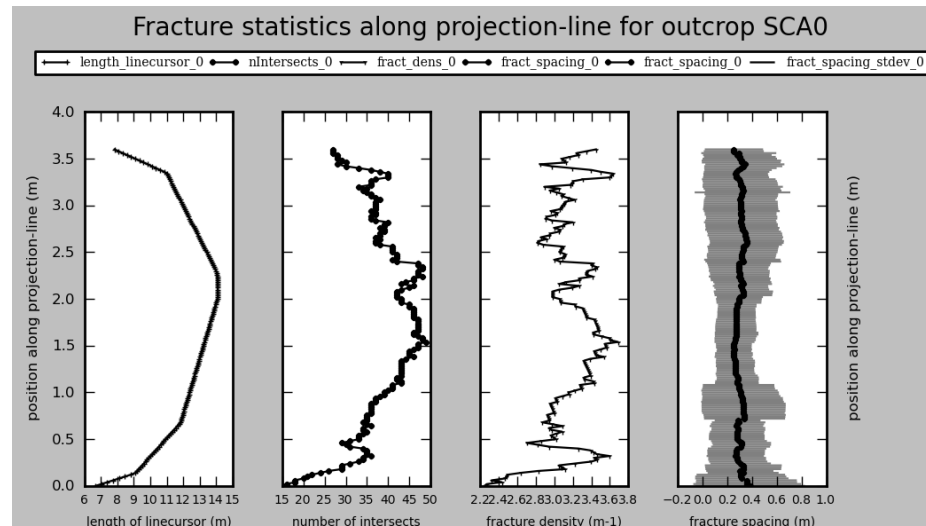 Fracture statistics along projection-line for outcrop SCA0
length_linecursor_0 nIntersects_0 fract_dens_0 fract_spacing_0 fract_spacing_0 fract_spacing_stdev_0
4.0
3.5
3.0
2.5
2.0
1.5
1.0
0.5
0.0
position along projection-line (m)
6 7 8 9 10 11 12 13 14 15
length of linecursor (m)
15 20 25 30 35 40 45 50
number of intersects
2.2 2.4 2.6 2.8 3.0 3.2 3.4 3.6 3.8
fracture density (m-1)
−0.2 0.0 0.2 0.4 0.6 0.8 1.0
fracture spacing (m)
position along projection-line (m)